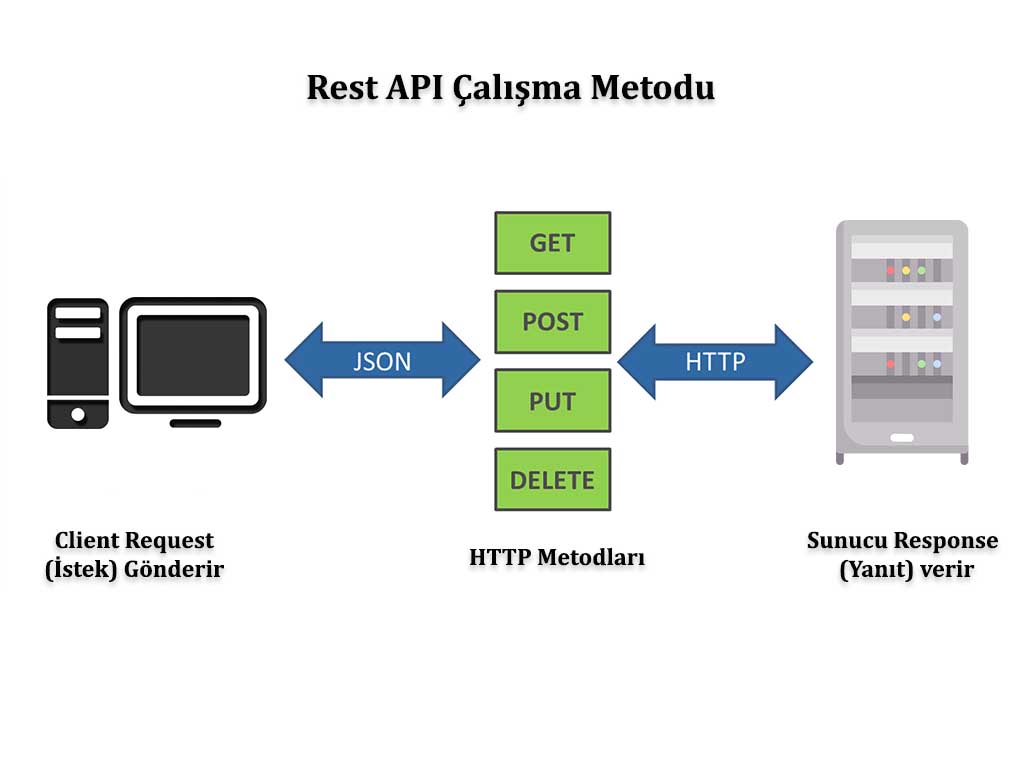 Rest API Çalışma Metodu
GET
POST
PUT
DELETE
JSON
HTTP
Client Request
(İstek) Gönderir
HTTP Metodları
Sunucu Response
(Yanıt) verir